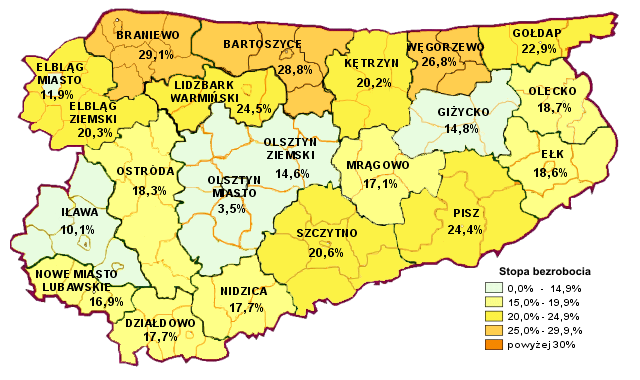 BRANIEWO
29,1%
BARTOSZYCE
28,8%
WĘGORZEWO
26,8%
GOŁDAP
22,9%
ELBLĄG
MIASTO
11,9%
KĘTRZYN
20,2%
LIDZBARK
WARMIŃSKI
24,5%
OLECKO
18,7%
ELBLĄG
ZIEMSKI
20,3%
GIŻYCKO
14,8%
OLSZTYN
ZIEMSKI
14,6%
EŁK
18,6%
OSTRÓDA
18,3%
MRĄGOWO
17,1%
OLSZTYN
MIASTO
3,5%
IŁAWA
10,1%
PISZ
24,4%
SZCZYTNO
20,6%
NOWE MIASTO
LUBAWSKIE
16,9%
NIDZICA
17,7%
DZIAŁDOWO
17,7%
Stopa bezrobocia
0,0% - 14,9%
15,0% - 19,9%
20,0% - 24,9%
25,0% - 29,9,%
powyżej 30%